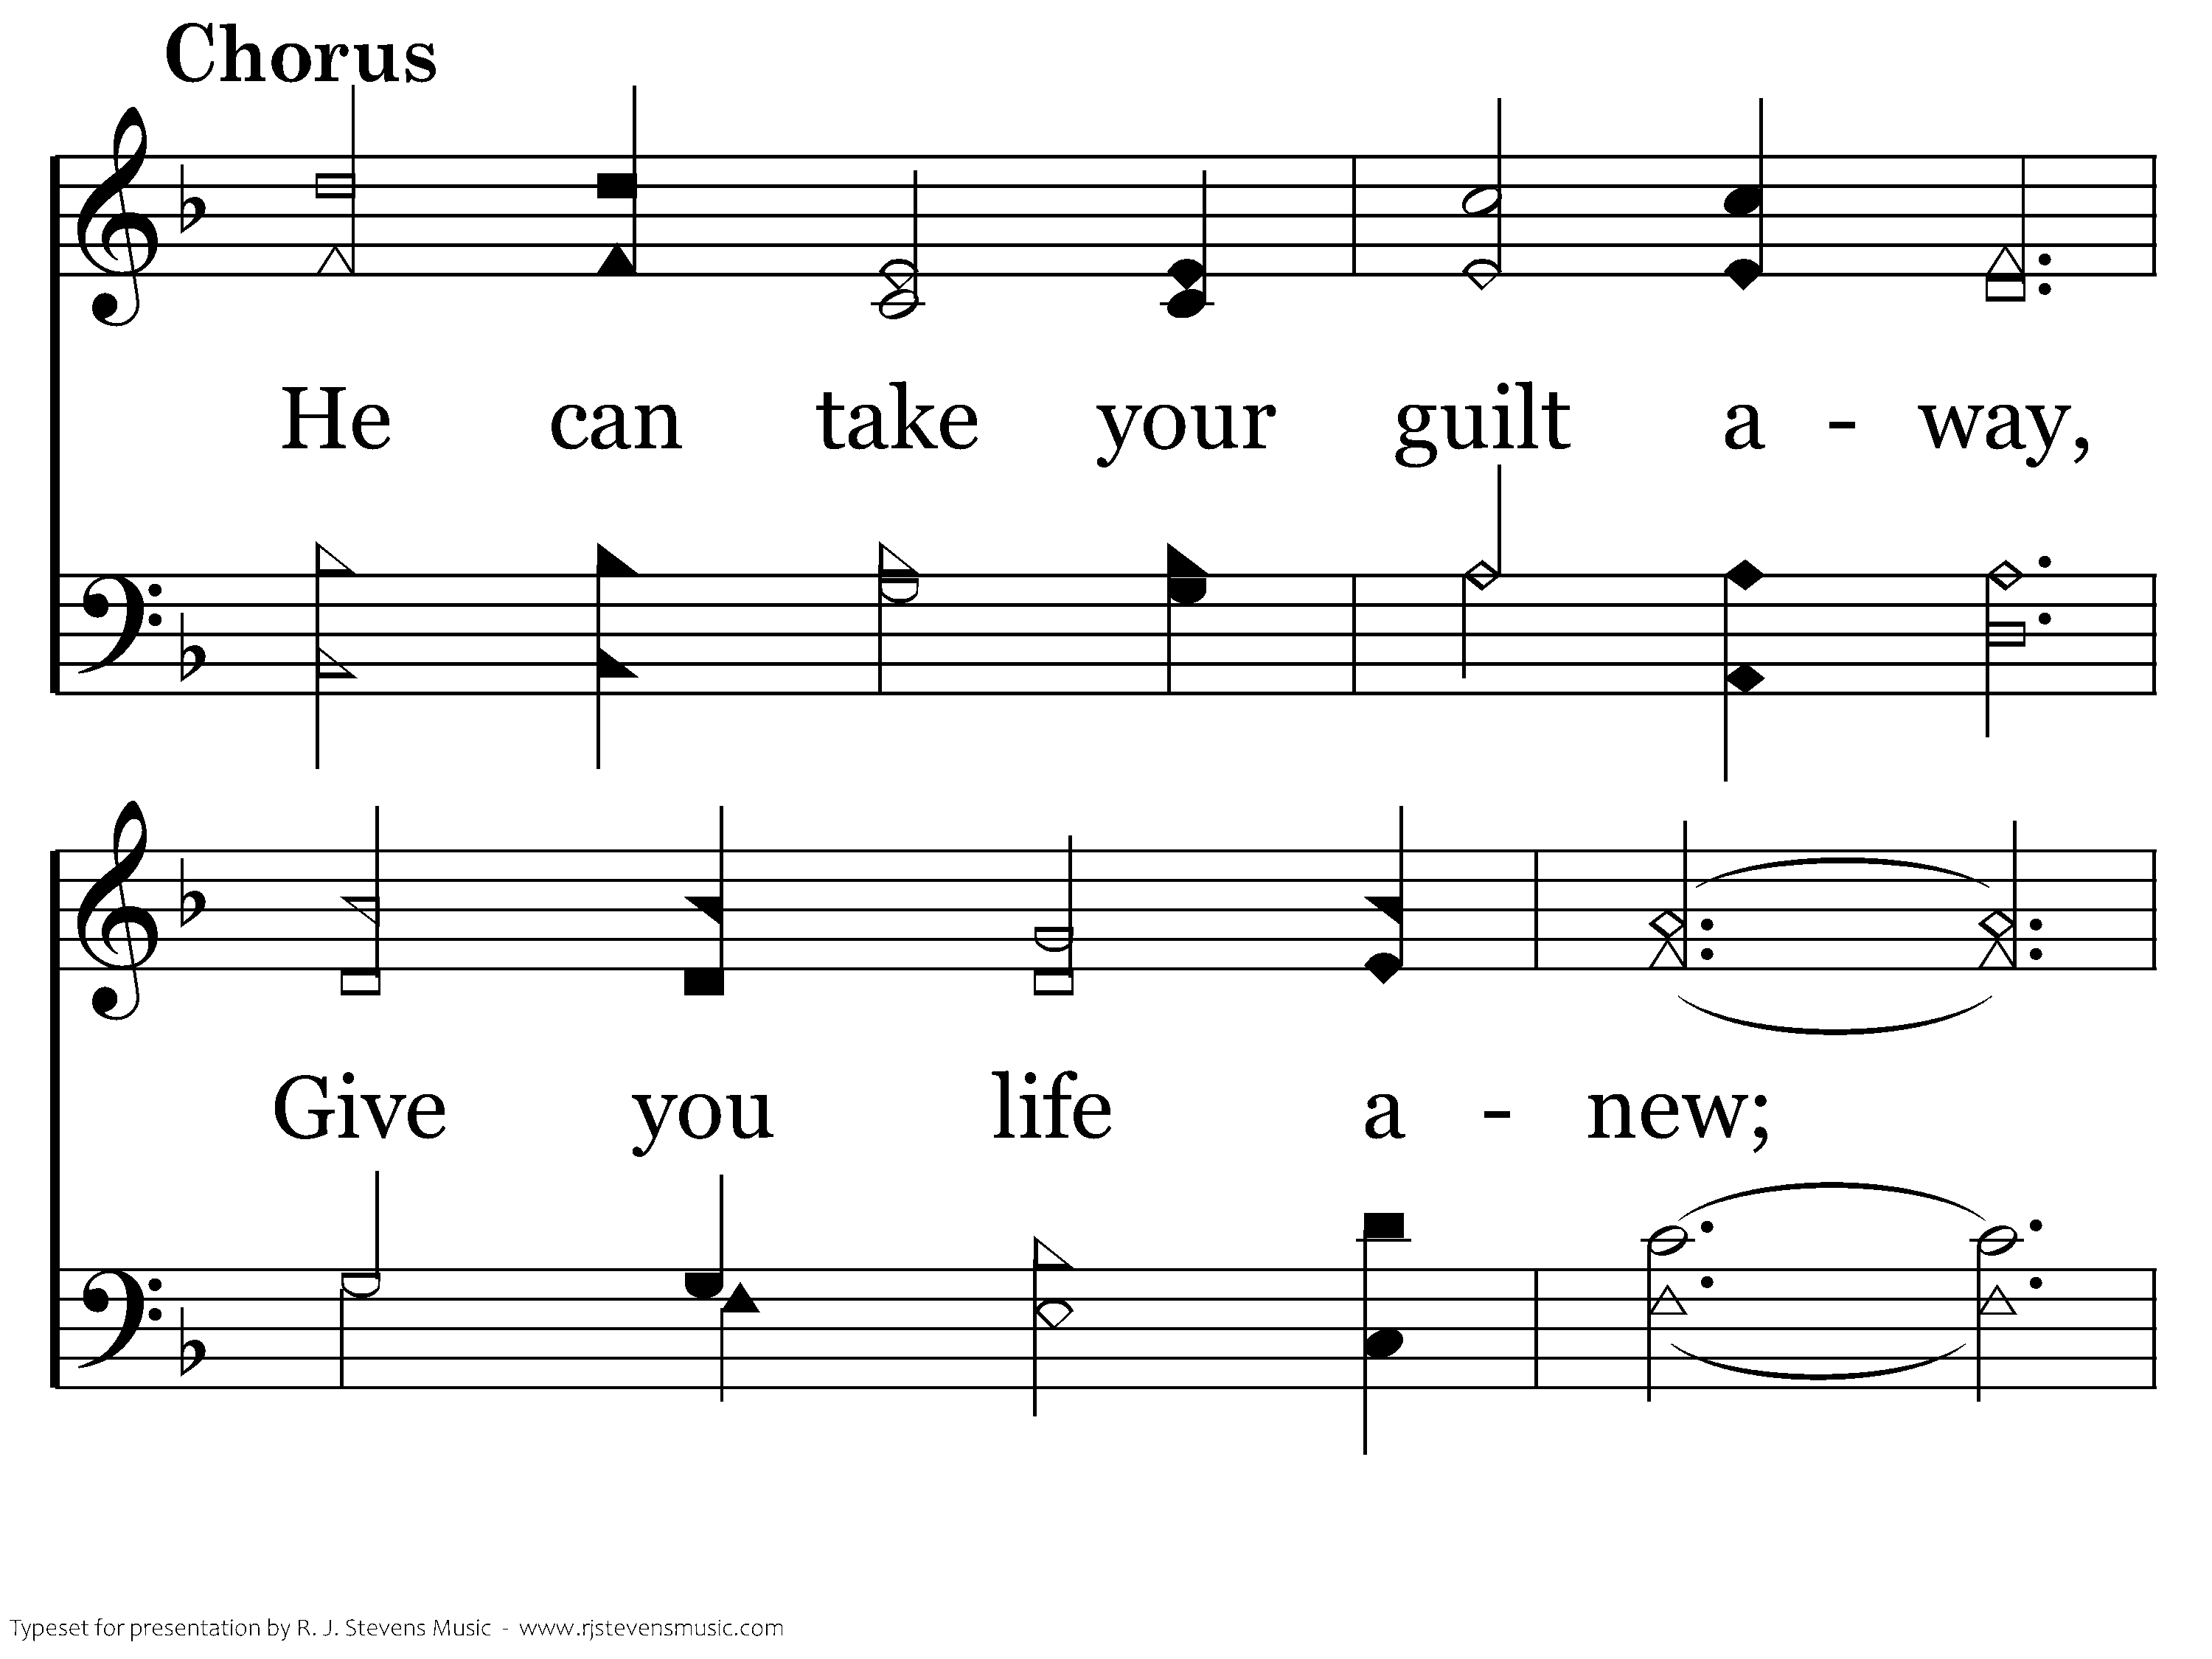 Chorus
He can take your guilt a - way,
Give you life a - new;
Typeset for presentation by R. J. Stevens Music - www.rjstevensmusic.com